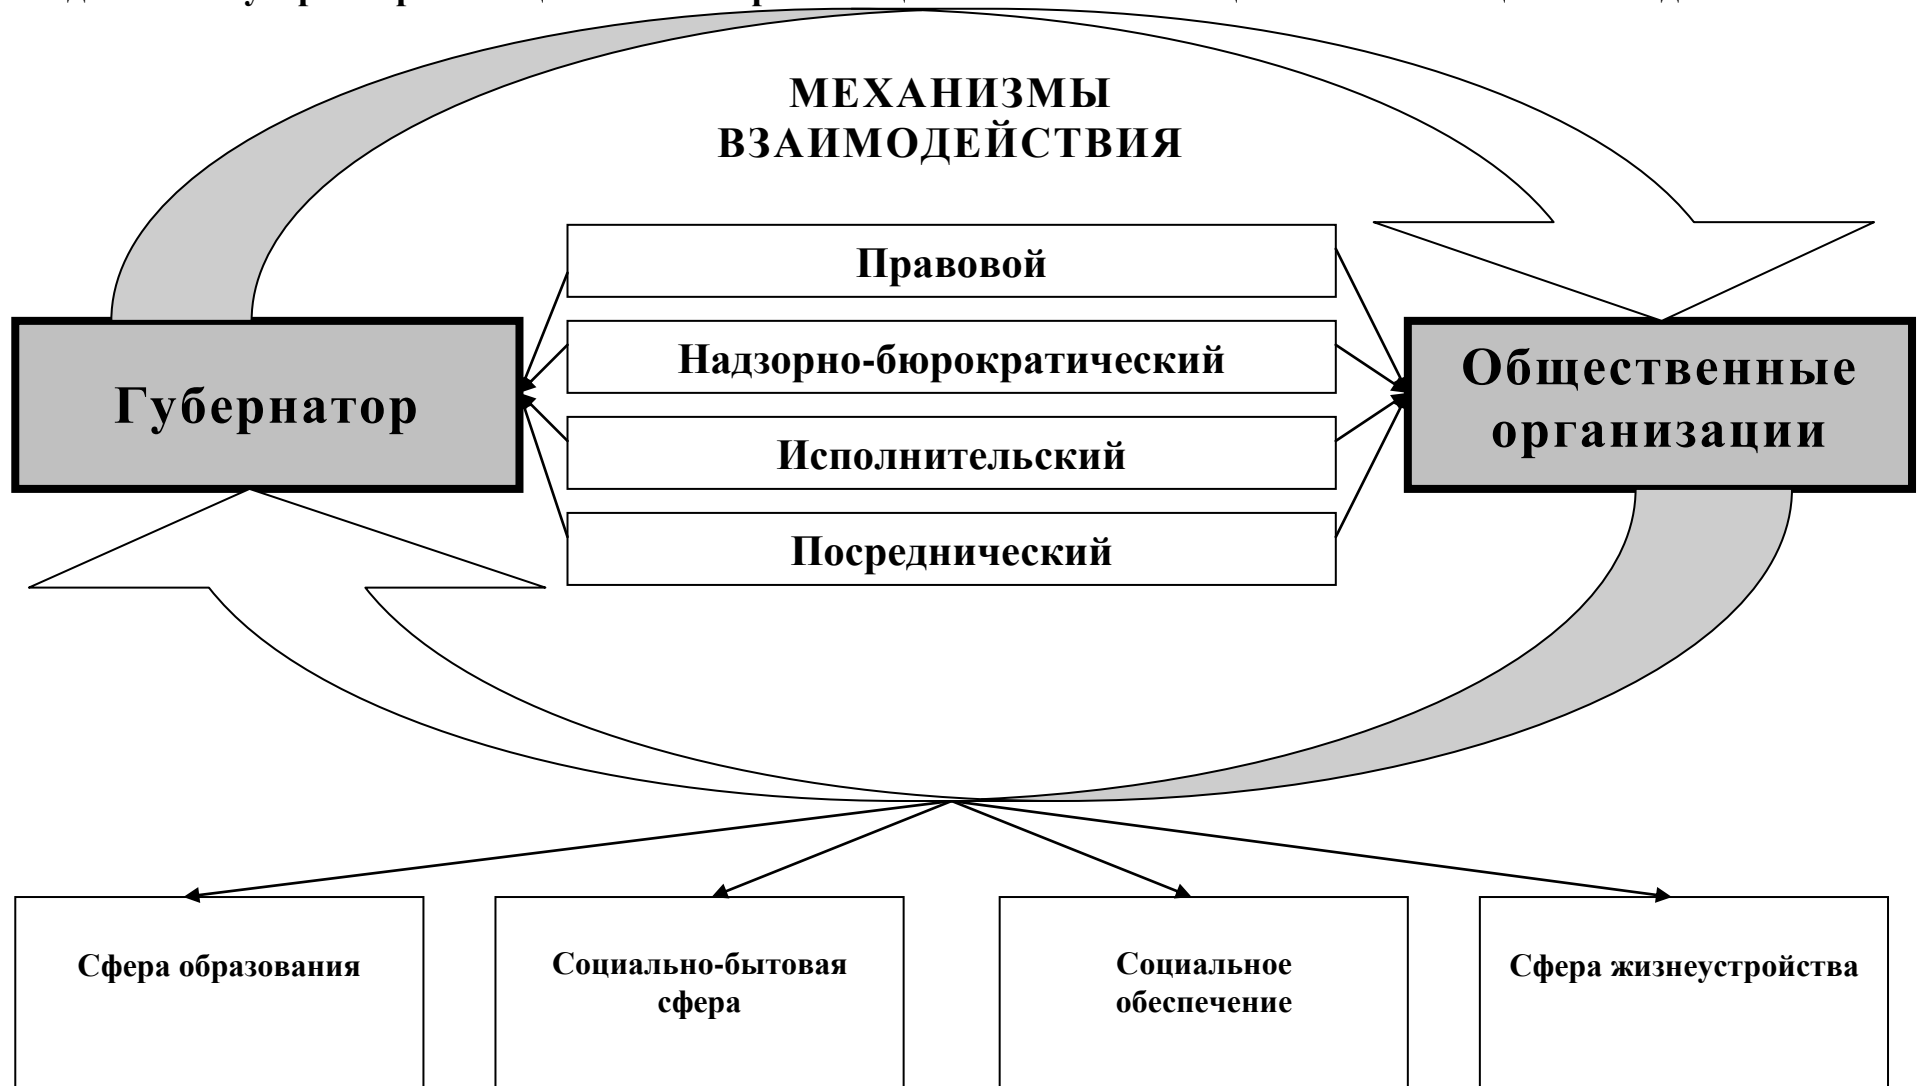 МЕХАНИЗМЫ
ВЗАИМОДЕЙСТВИЯ
Правовой
Надзорно-бюрократический
Исполнительский
Посреднический
Губернатор
Общественные
организации
Сфера образования
Социально-бытовая
сфера
Социальное
обеспечение
Сфера жизнеустройства